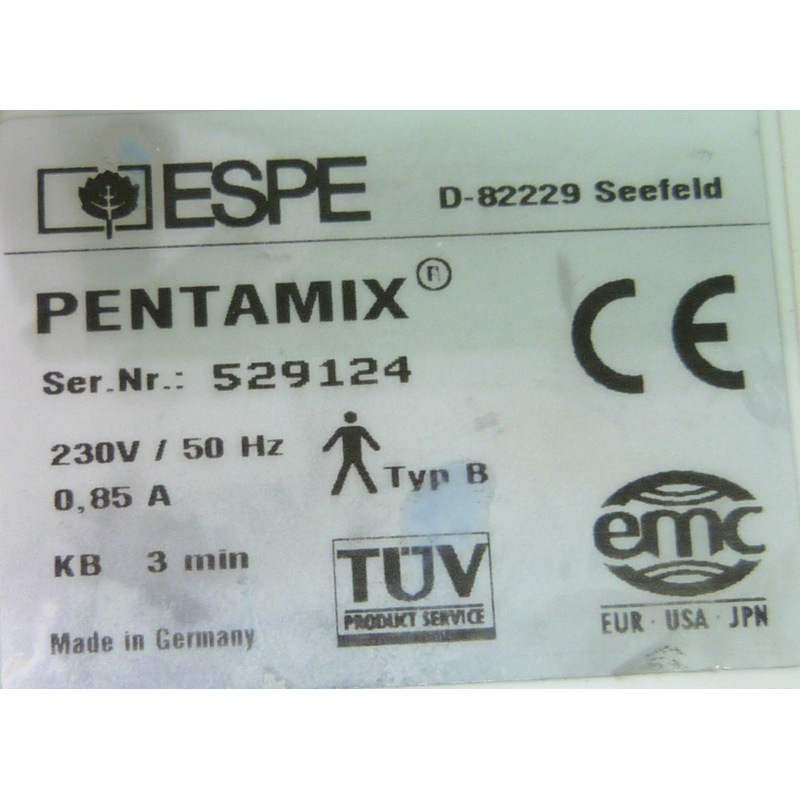 ESPE D-82229 Seefeld
PENTAMIX®
CE
Ser.Nr.: 529124
230V / 50 Hz
Typ B
0,85 A
emc
KB 3 min
TÜV
PRODUCT SERVICE
EUR · USA · JPN
Made in Germany